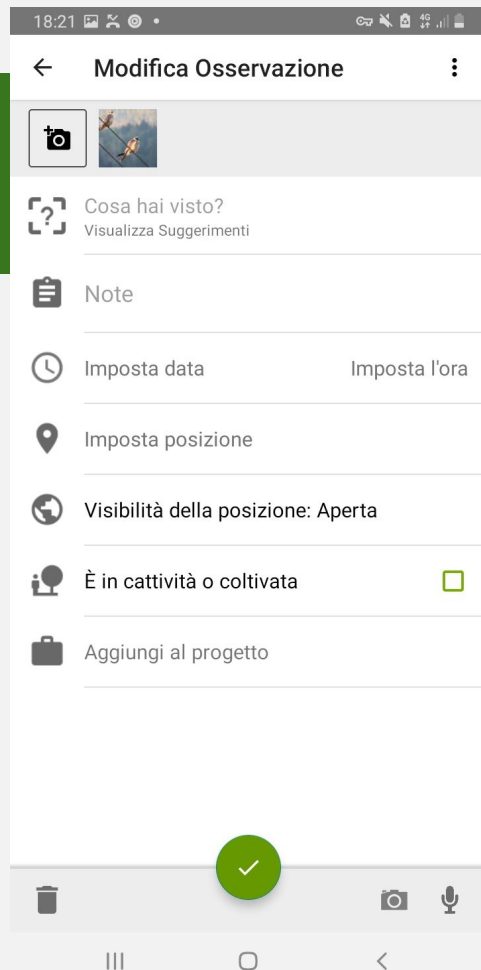 18:21
4G
Modifica Osservazione
Cosa hai visto?
Visualizza Suggerimenti
Note
Imposta data Imposta l'ora
Imposta posizione
Visibilità della posizione: Aperta
È in cattività o coltivata
Aggiungi al progetto